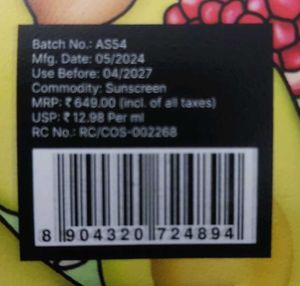 Batch No.: AS54
Mfg. Date: 05/2024
Use Before: 04/2027
Commodity: Sunscreen
MRP: ₹ 649.00 (incl. of all taxes)
USP: ₹ 12.98 Per ml
RC No.: RC/COS-002268
8 904320 724894